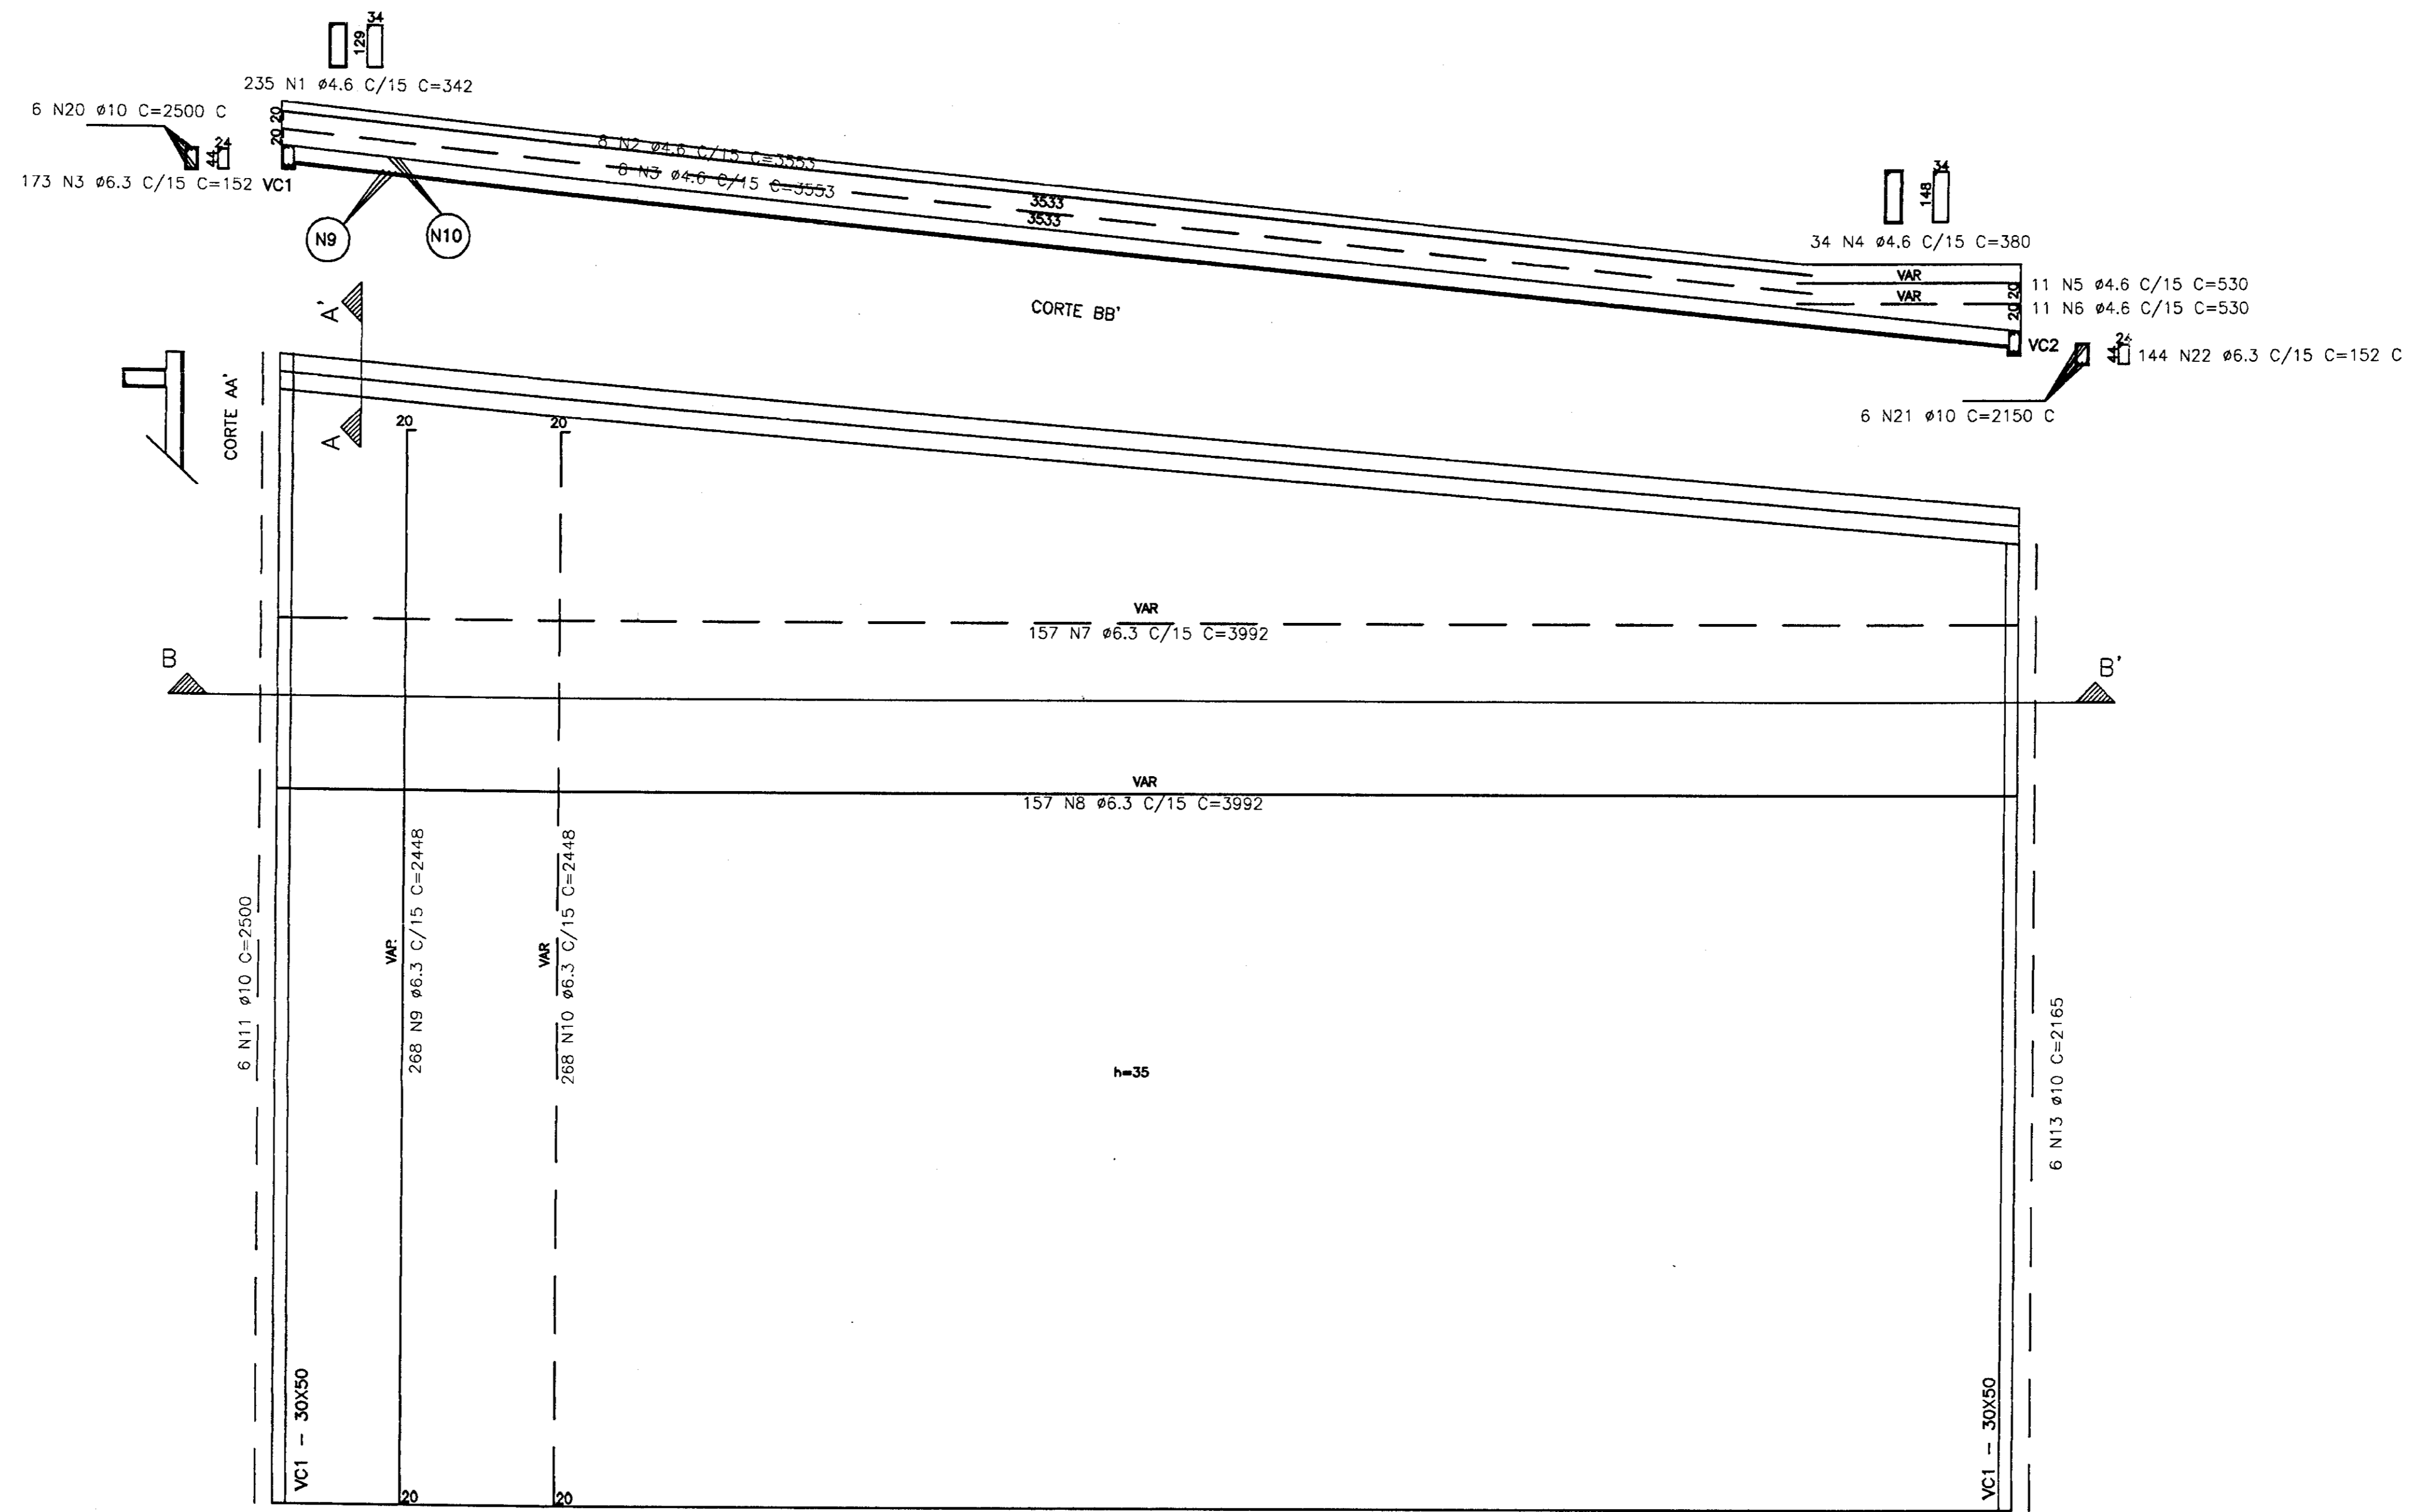 34
129
235 N1 ø4.6 C/15 C=342
6 N20 ø10 C=2500 C
24
44
173 N3 ø6.3 C/15 C=152 VC1
20
20
8 N2 ø4.6 C/15 C=3553
8 N3 ø4.6 C/15 C=3553
3533
3533
N9
N10
34
148
34 N4 ø4.6 C/15 C=380
VAR
VAR
20
20
11 N5 ø4.6 C/15 C=530
11 N6 ø4.6 C/15 C=530
VC2
24
44
144 N22 ø6.3 C/15 C=152 C
6 N21 ø10 C=2150 C
CORTE BB'
A'
A
CORTE AA'
20
20
VAR
157 N7 ø6.3 C/15 C=3992
B
B'
VAR
157 N8 ø6.3 C/15 C=3992
6 N11 ø10 C=2500
VAR
268 N9 ø6.3 C/15 C=2448
VAR
268 N10 ø6.3 C/15 C=2448
h=35
6 N13 ø10 C=2165
VC1 - 30X50
VC1 - 30X50
20
20